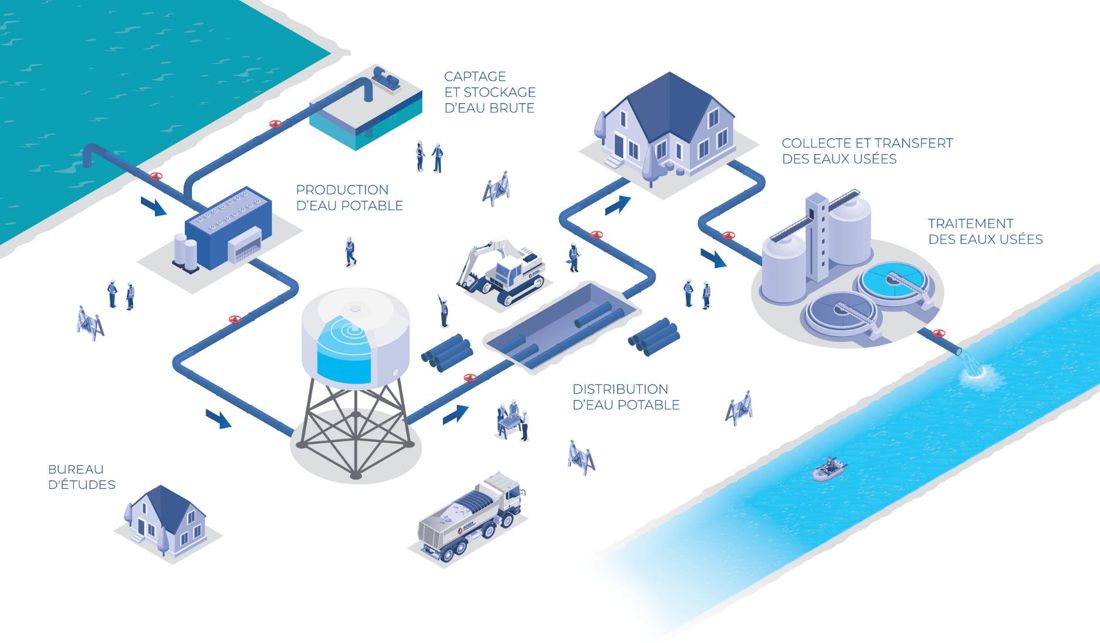 CAPTAGE
ET STOCKAGE
D'EAU BRUTE
PRODUCTION
D'EAU POTABLE
COLLECTE ET TRANSFERT
DES EAUX USÉES
TRAITEMENT
DES EAUX USÉES
DISTRIBUTION
D'EAU POTABLE
BUREAU
D'ÉTUDES